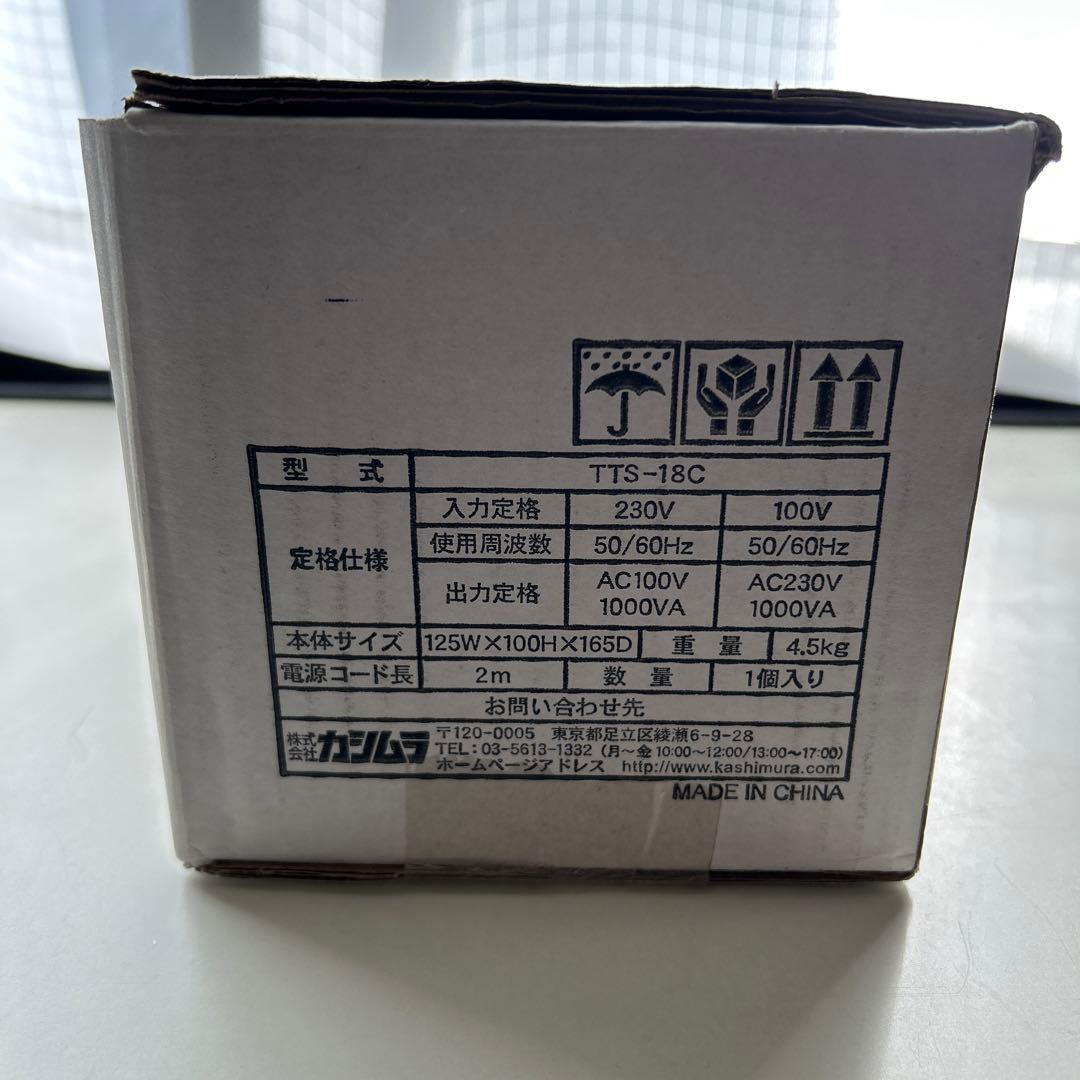 型 式 TTS-18C
定格仕様 入力定格 230V 100V
使用周波数 50/60Hz 50/60Hz
出力定格 AC100V 1000VA AC230V 1000VA
本体サイズ 125W×100H×165D 重 量 4.5kg
電源コード長 2m 数 量 1個入り
お問い合わせ先
株式会社 カシムラ 〒120-0005 東京都足立区綾瀬6-9-28
TEL:03-5613-1332 (月〜金 10:00〜12:00/13:00〜17:00)
ホームページアドレス http://www.kashimura.com
MADE IN CHINA